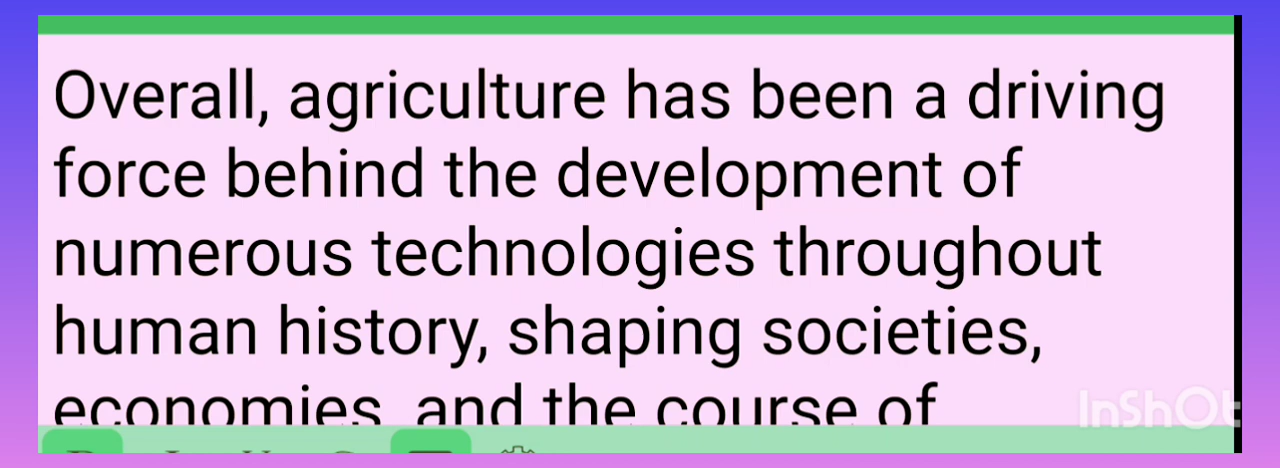 Overall, agriculture has been a driving
force behind the development of
numerous technologies throughout
human history, shaping societies,
economies, and the course of
InShOt